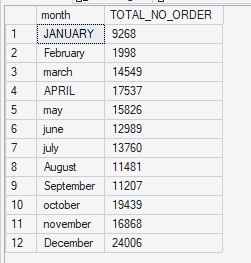 month TOTAL_NO_ORDER
1 JANUARY 9268
2 February 1998
3 march 14549
4 APRIL 17537
5 may 15826
6 june 12989
7 july 13760
8 August 11481
9 September 11207
10 october 19439
11 november 16868
12 December 24006